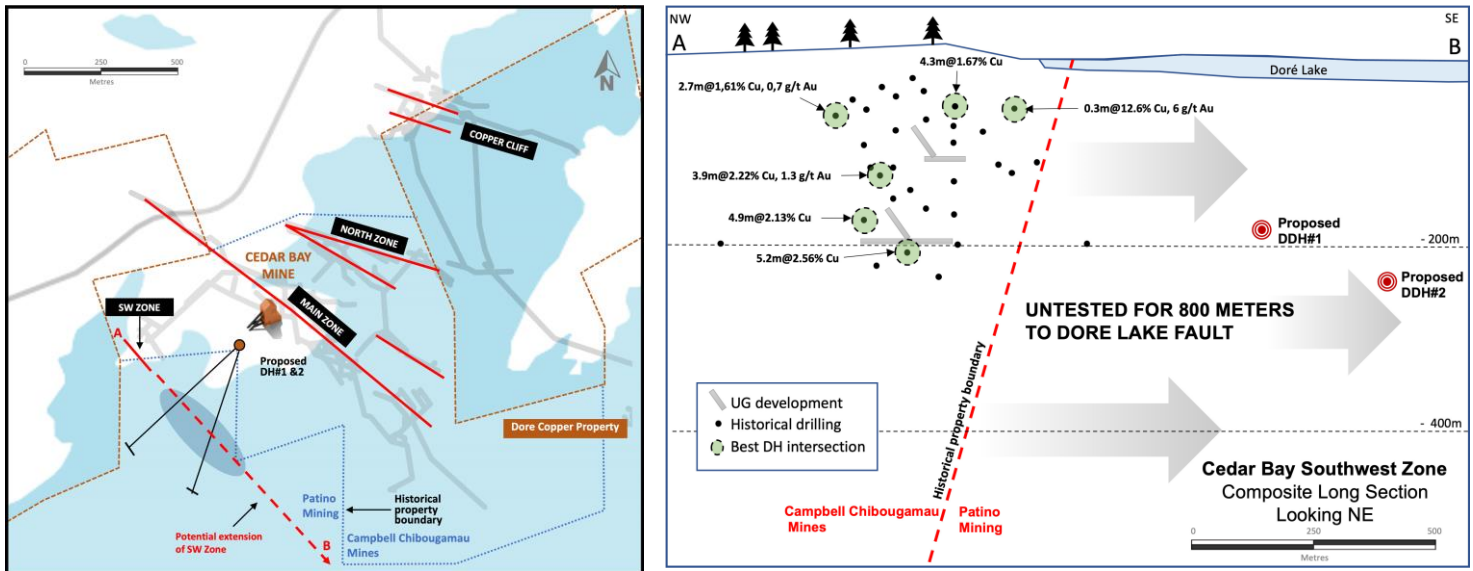 0
250
500
Metres
N
COPPER CLIFF
NORTH ZONE
CEDAR BAY
MINE
MAIN ZONE
SW ZONE
A
Proposed
DH#1 &2
Dore Copper Property
Patino
Mining
Historical
property
boundary
Campbell Chibougamau
Mines
Potential extension
of SW Zone
B
NW
SE
A
B
4.3m@1.67% Cu
Doré Lake
2.7m@1,61% Cu, 0,7 g/t Au
0.3m@12.6% Cu, 6 g/t Au
3.9m@2.22% Cu, 1.3 g/t Au
4.9m@2.13% Cu
Proposed
DDH#1
- 200m
5.2m@2.56% Cu
Proposed
DDH#2
UNTESTED FOR 800 METERS
TO DORE LAKE FAULT
UG development
Historical drilling
Best DH intersection
Historical property boundary
- 400m
Cedar Bay Southwest Zone
Composite Long Section
Looking NE
Campbell Chibougamau
Mines
Patino
Mining
0
250
500
Metres